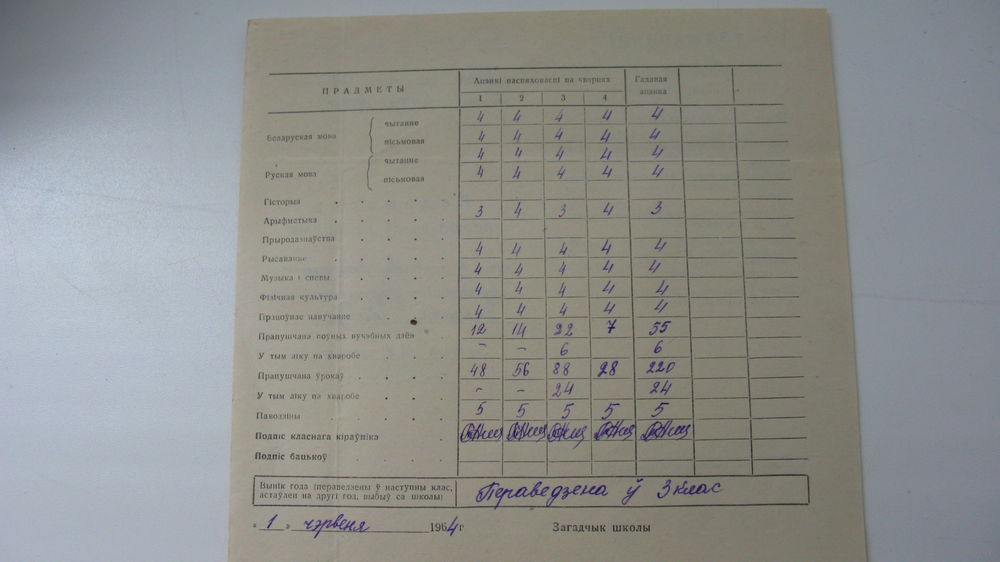 ПРАДМЕТЫ Ацэнкі паспяховасці па чвэрцях Гадавая ацэнка
1 2 3 4
Беларуская мова чытанне 4 4 4 4 4
пісьмовая 4 4 4 4 4
Руская мова чытанне 4 4 4 4 4
пісьмовая 4 4 4 4 4
Гісторыя
Арыфметыка 3 4 3 4 3
Прыродазнаўства
Рысаванне 4 4 4 4 4
Музыка і спевы 4 4 4 4 4
Фізічная культура 4 4 4 4 4
Працоўнае навучанне 4 4 4 4 4
Прапушчана поўных вучэбных дзён 12 14 22 7 55
У тым ліку па хваробе - - 6 6
Прапушчана ўрокаў 48 56 88 28 220
У тым ліку па хваробе - - 24 24
Паводзіны 5 5 5 5 5
Подпіс класнага кіраўніка
Подпіс бацькоў
Вынік года (пераведзены ў наступны клас, астаўлен на другі год, выбыў са школы) Пераведзена ў 3 клас
« 1 » чэрвеня 1964 г Загадчык школы